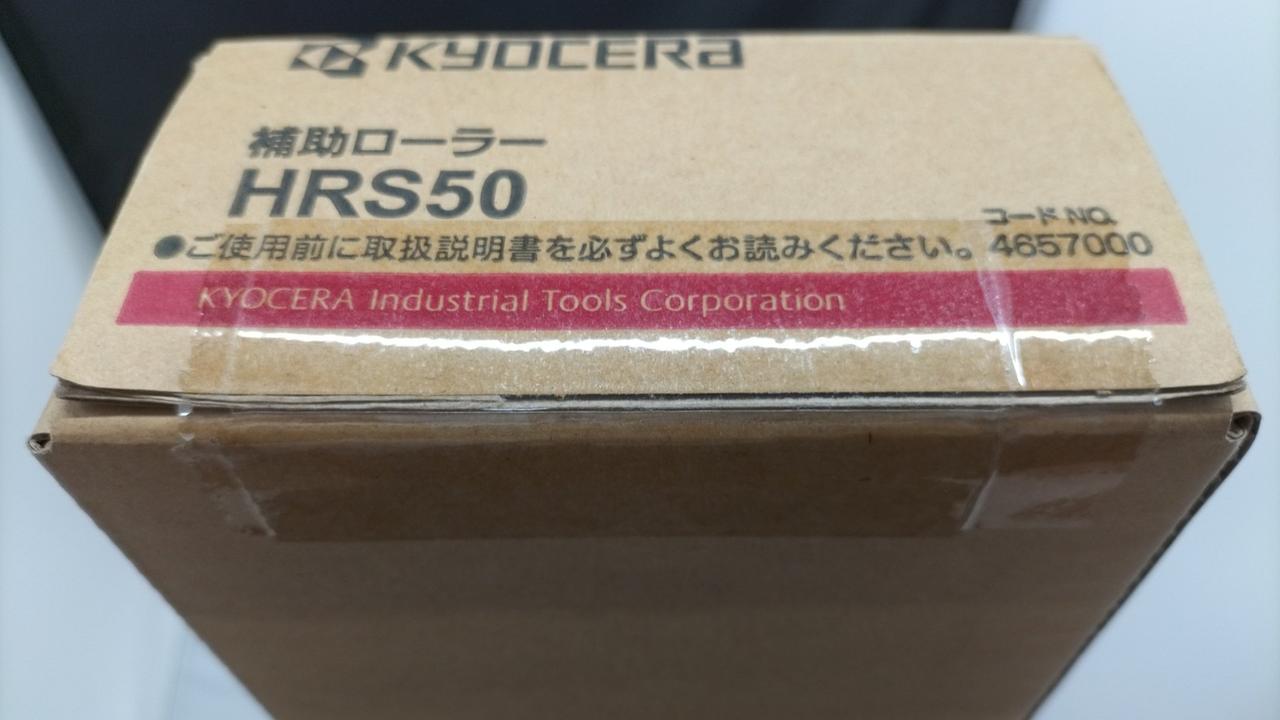 KYOCERA
補助ローラー
HRS50
コードNO.
●ご使用前に取扱説明書を必ずよくお読みください。 4657000
KYOCERA Industrial Tools Corporation